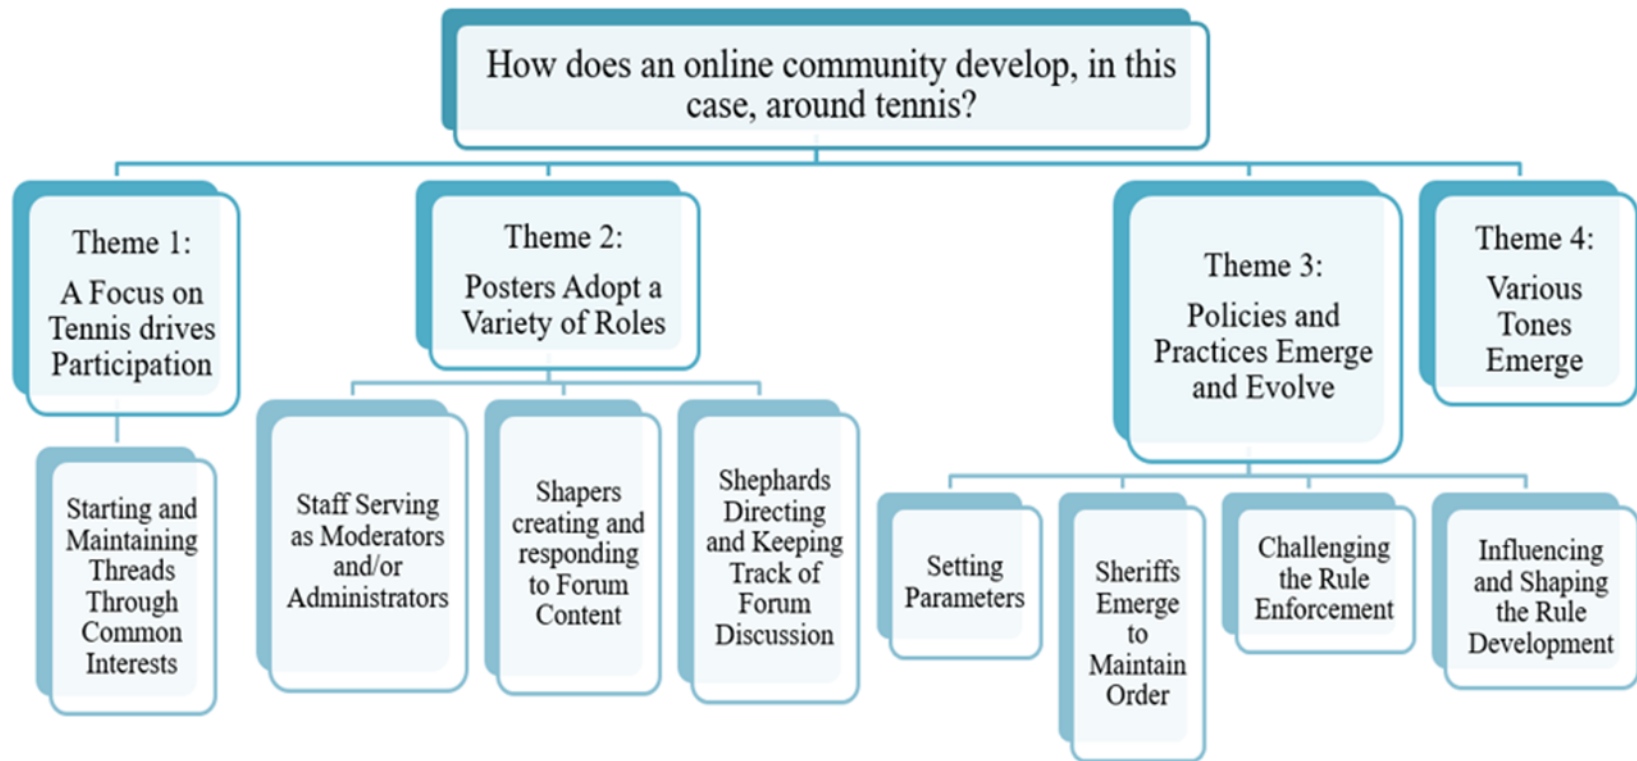 How does an online community develop, in this
case, around tennis?
Theme 1:
A Focus on
Tennis drives
Participation
Theme 2:
Posters Adopt a
Variety of Roles
Theme 3:
Policies and
Practices Emerge
and Evolve
Theme 4:
Various
Tones
Emerge
Starting and
Maintaining
Threads
Through
Common
Interests
Staff Serving
as Moderators
and/or
Administrators
Shapers
creating and
responding
to Forum
Content
Shephards
Directing
and Keeping
Track of
Forum
Discussion
Setting
Parameters
Sheriffs
Emerge
to
Maintain
Order
Challenging
the Rule
Enforcement
Influencing
and Shaping
the Rule
Development